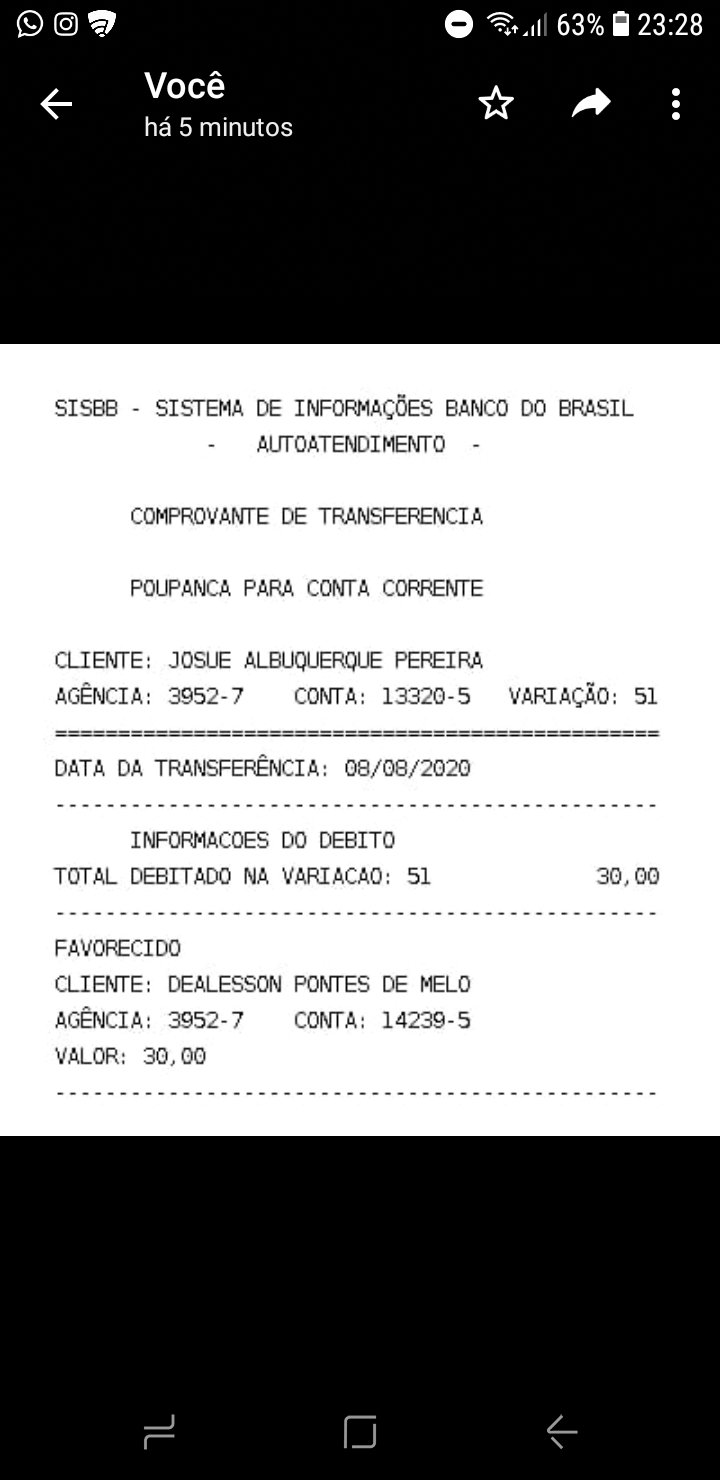 63% 23:28
Você
há 5 minutos
SISBB - SISTEMA DE INFORMAÇÕES BANCO DO BRASIL
- AUTOATENDIMENTO -
COMPROVANTE DE TRANSFERENCIA
POUPANCA PARA CONTA CORRENTE
CLIENTE: JOSUE ALBUQUERQUE PEREIRA
AGÊNCIA: 3952-7 CONTA: 13320-5 VARIAÇÃO: 51
================================================
DATA DA TRANSFERÊNCIA: 08/08/2020
------------------------------------------------
INFORMACOES DO DEBITO
TOTAL DEBITADO NA VARIACAO: 51 30,00
------------------------------------------------
FAVORECIDO
CLIENTE: DEALESSON PONTES DE MELO
AGÊNCIA: 3952-7 CONTA: 14239-5
VALOR: 30,00
------------------------------------------------